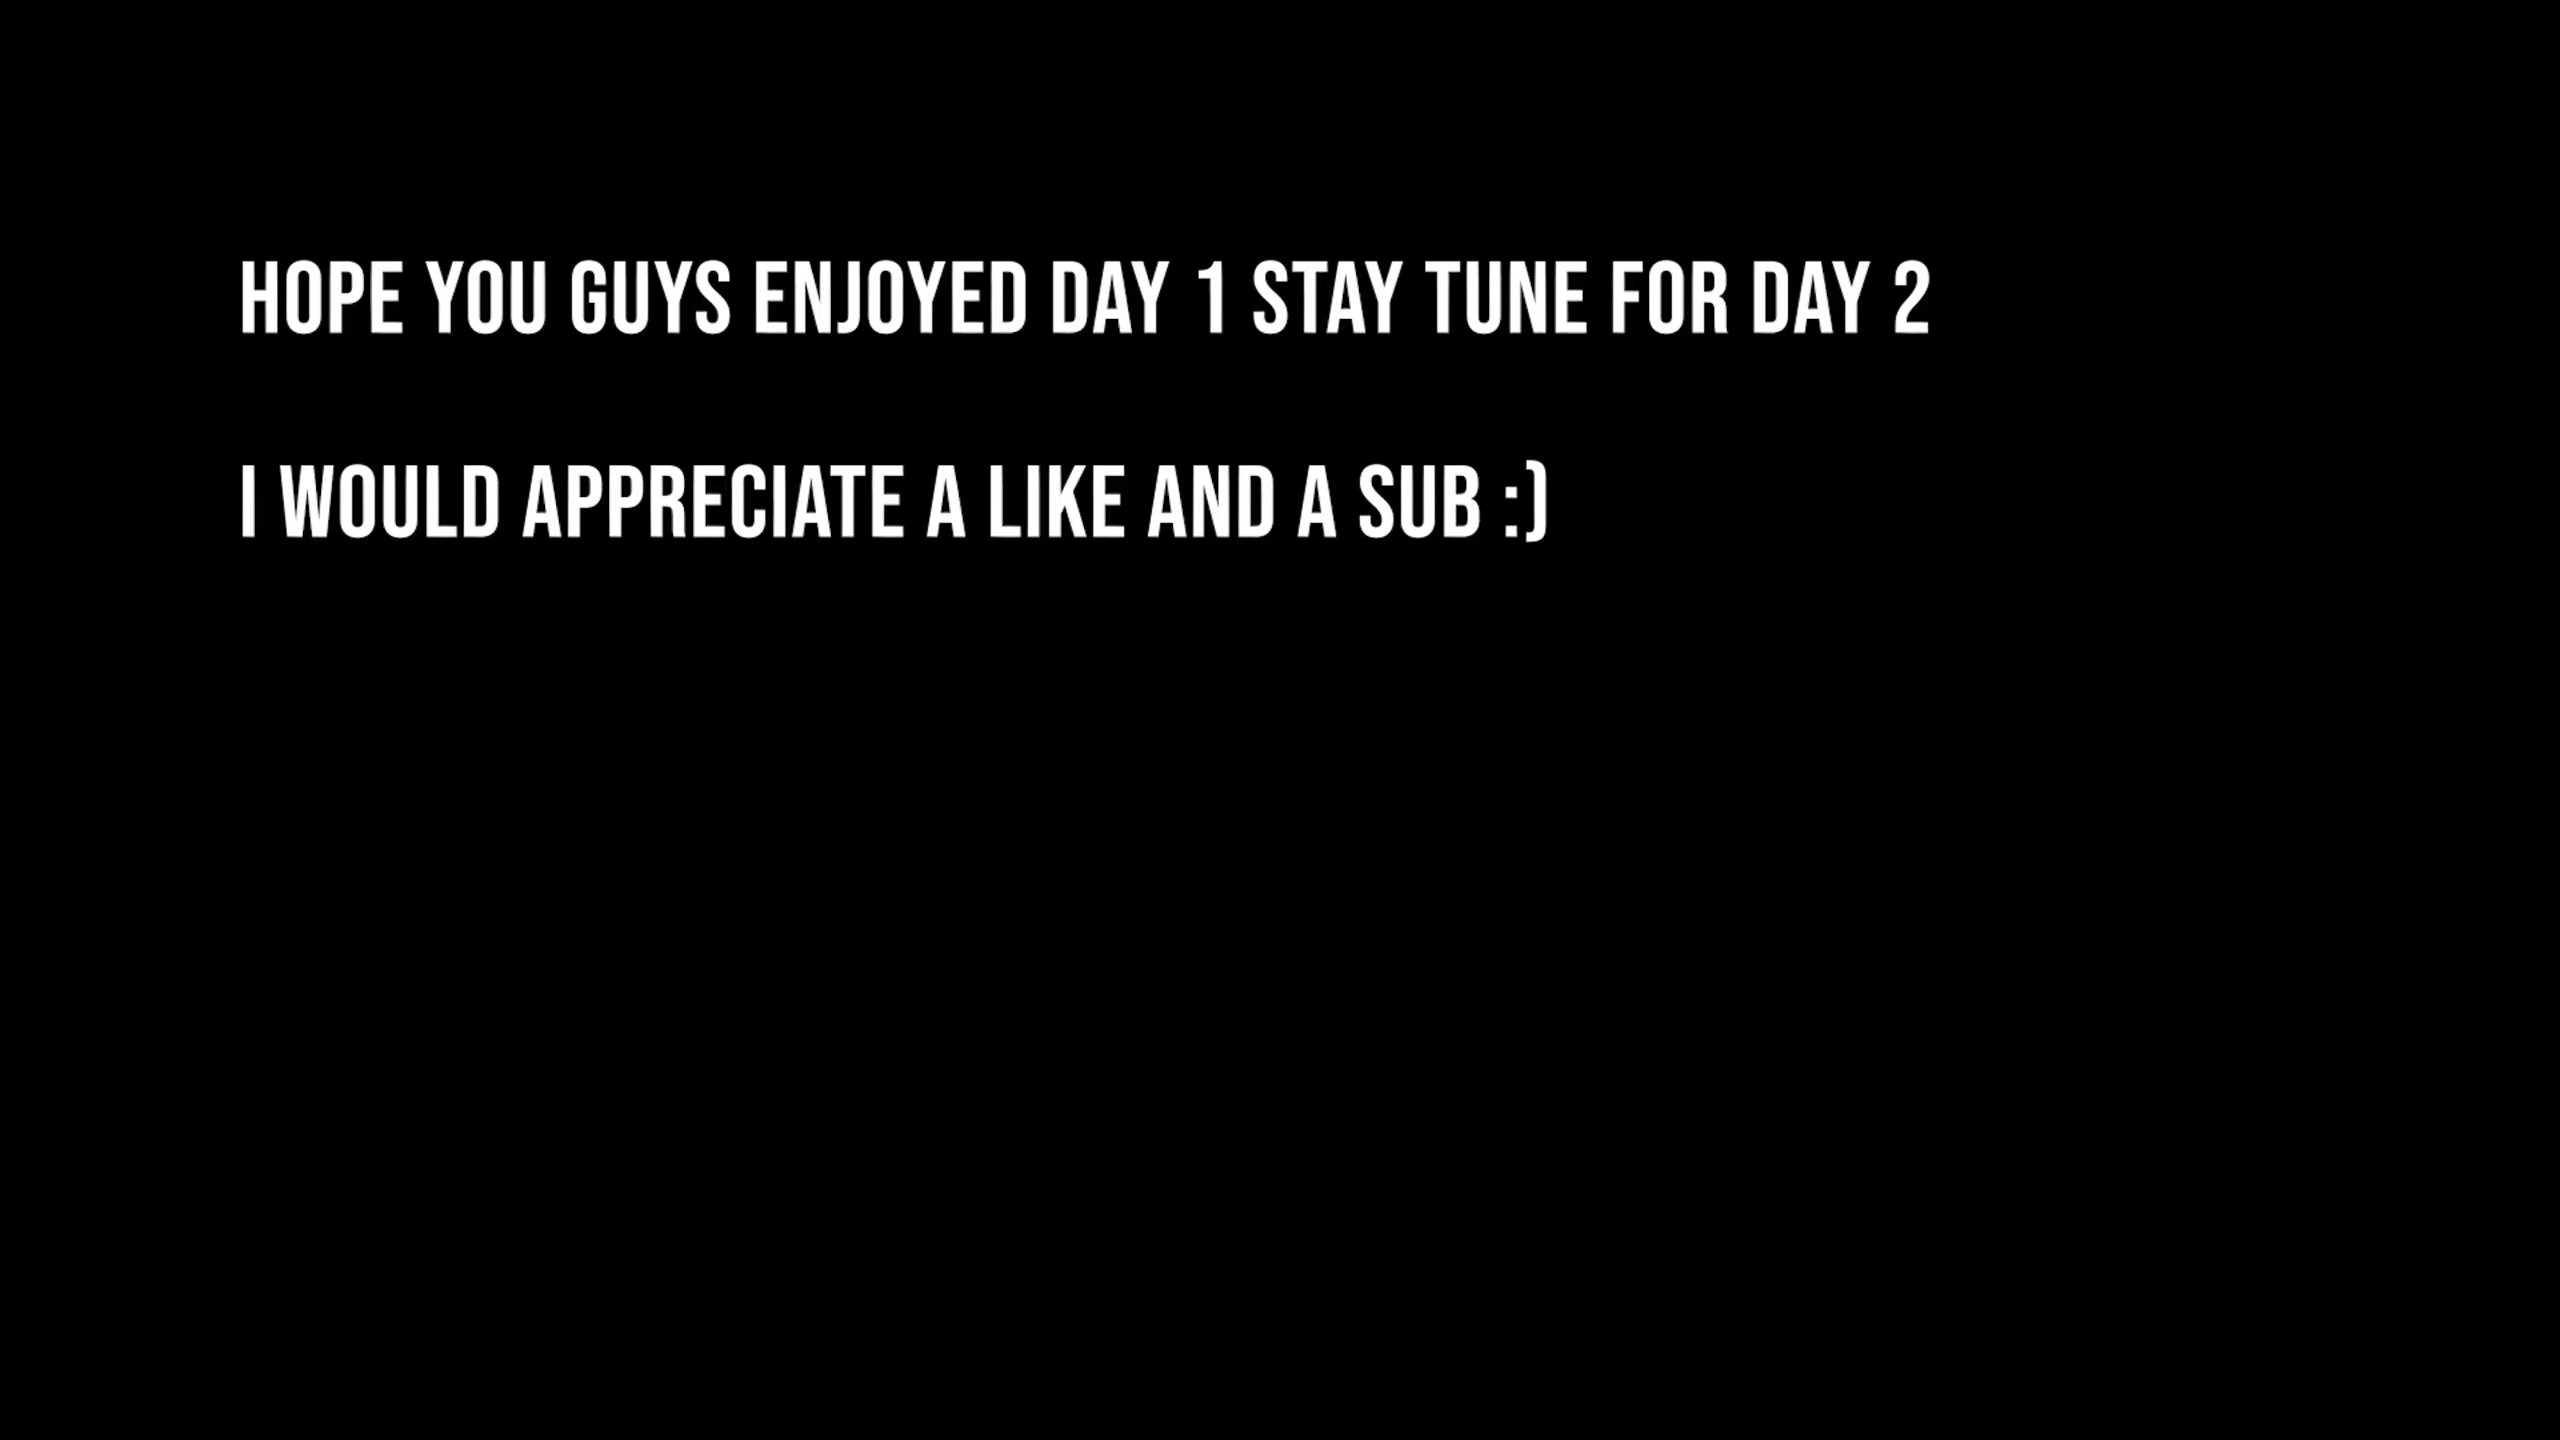 HOPE YOU GUYS ENJOYED DAY 1 STAY TUNE FOR DAY 2
I WOULD APPRECIATE A LIKE AND A SUB :)